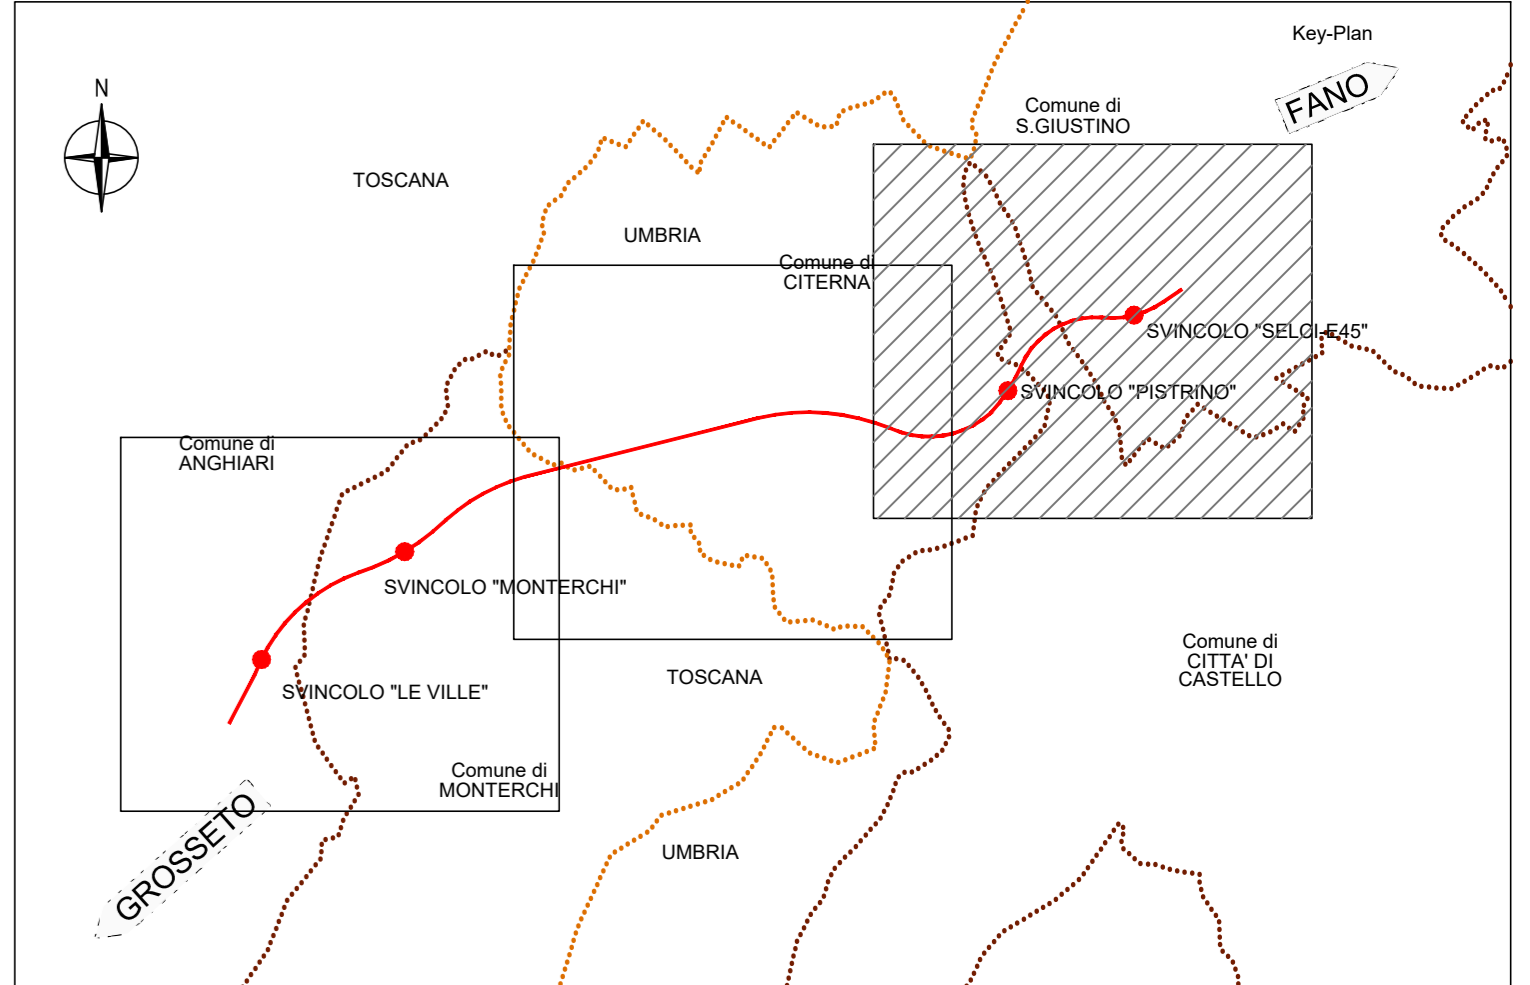 Key-Plan
FANO
N
Comune di
S.GIUSTINO
TOSCANA
UMBRIA
Comune di
CITERNA
SVINCOLO "SELCI-E45"
SVINCOLO "PISTRINO"
Comune di
ANGHIARI
SVINCOLO "MONTERCHI"
Comune di
CITTA' DI
CASTELLO
TOSCANA
SVINCOLO "LE VILLE"
Comune di
MONTERCHI
GROSSETO
UMBRIA